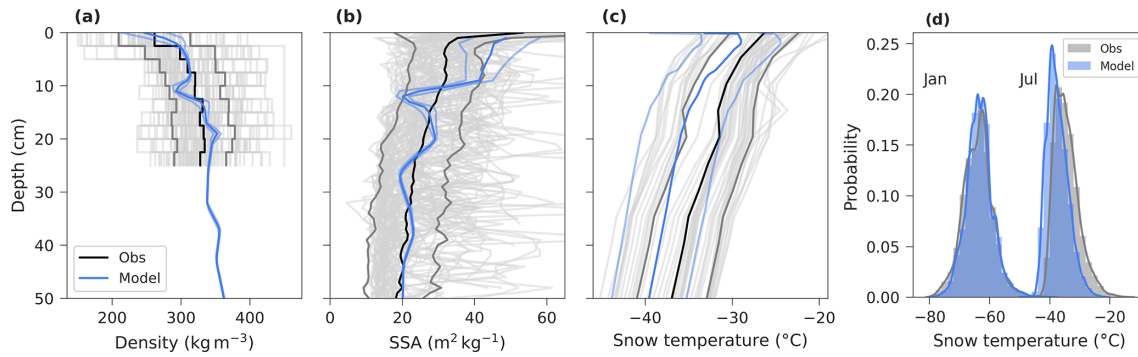 (a)
(b)
(c)
(d)
0
10
20
30
40
50
Depth (cm)
200
300
400
Density (kg m⁻³)
Obs
Model
0
20
40
60
SSA (m² kg⁻¹)
−40
−30
−20
Snow temperature (°C)
0.00
0.05
0.10
0.15
0.20
0.25
Probability
Jan
Jul
Obs
Model
−80
−60
−40
−20
Snow temperature (°C)